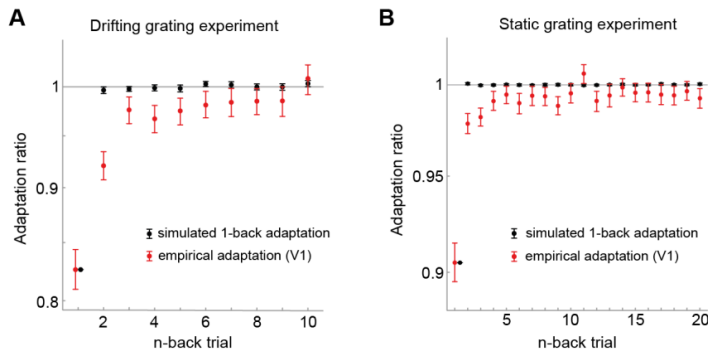 A
Drifting grating experiment
Adaptation ratio
1
0.9
0.8
simulated 1-back adaptation
empirical adaptation (V1)
2
4
6
8
10
n-back trial
B
Static grating experiment
Adaptation ratio
1
0.95
0.9
simulated 1-back adaptation
empirical adaptation (V1)
5
10
15
20
n-back trial